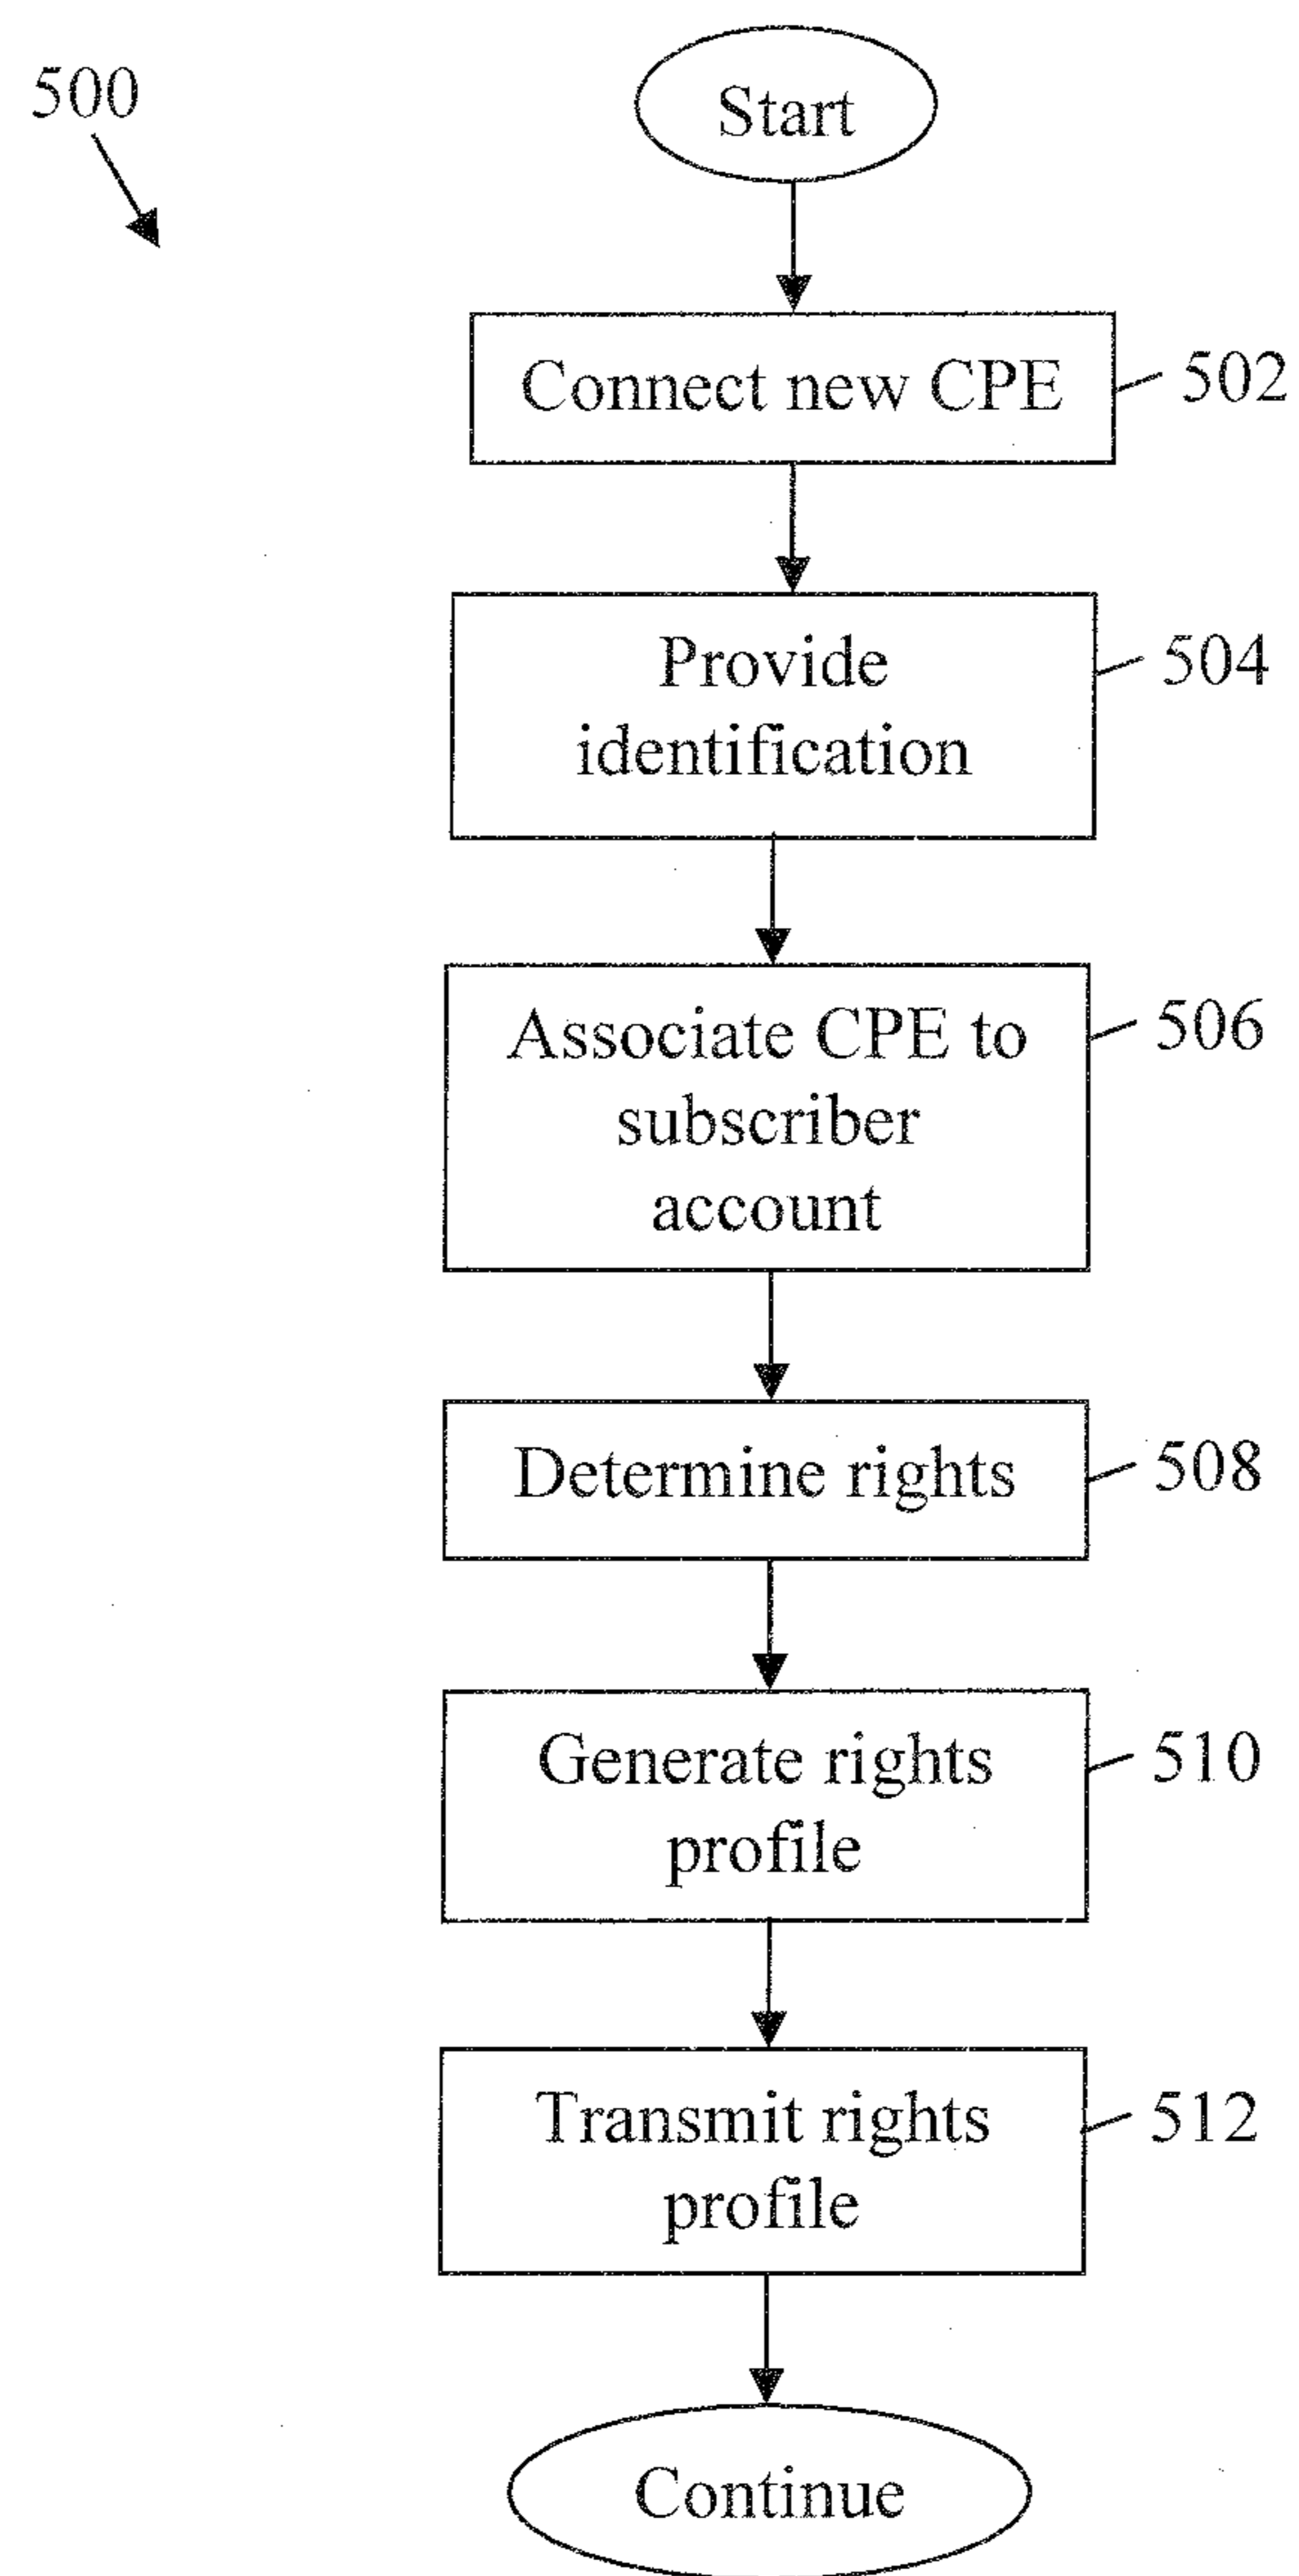 500
Start
Connect new CPE
502
Provide
identification
504
Associate CPE to
subscriber
account
506
Determine rights
508
Generate rights
profile
510
Transmit rights
profile
512
Continue